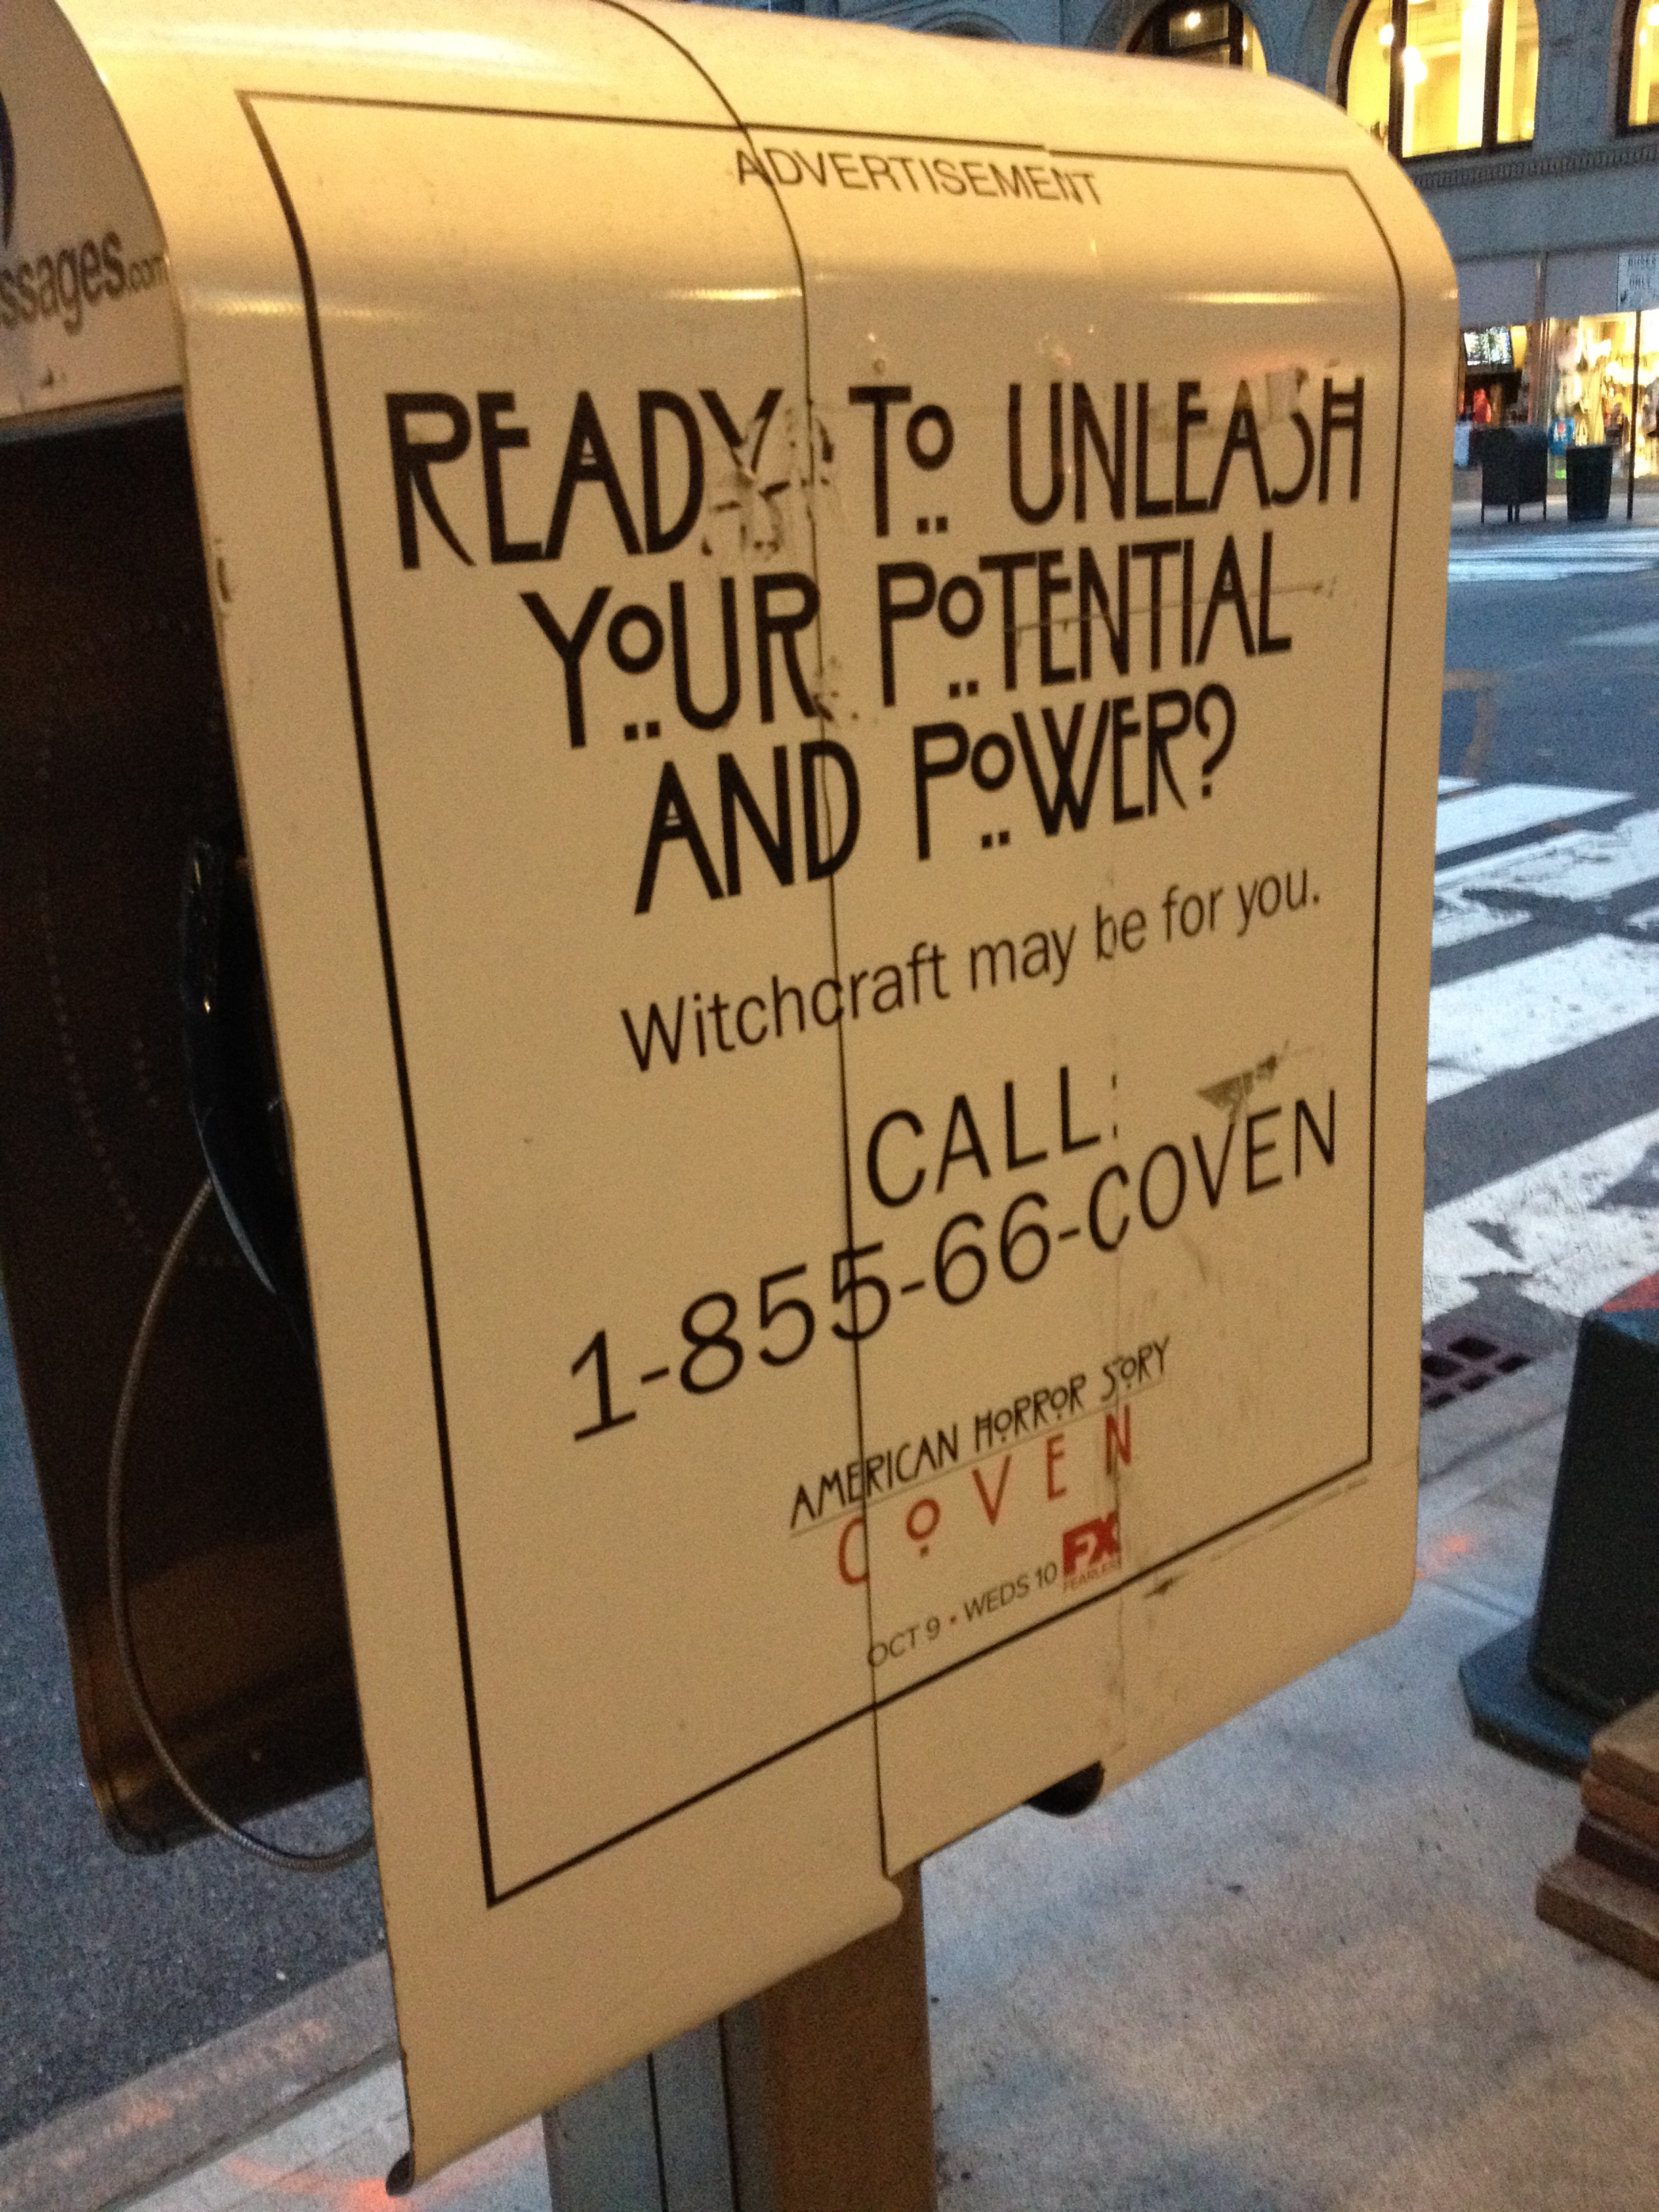 ssages.com
ADVERTISEMENT
READY TO UNLEASH
YOUR POTENTIAL
AND POWER?
Witchcraft may be for you.
CALL:
1-855-66-COVEN
AMERICAN HORROR SORY
COVEN
OCT 9 • WEDS 10 FX
FEARLESS